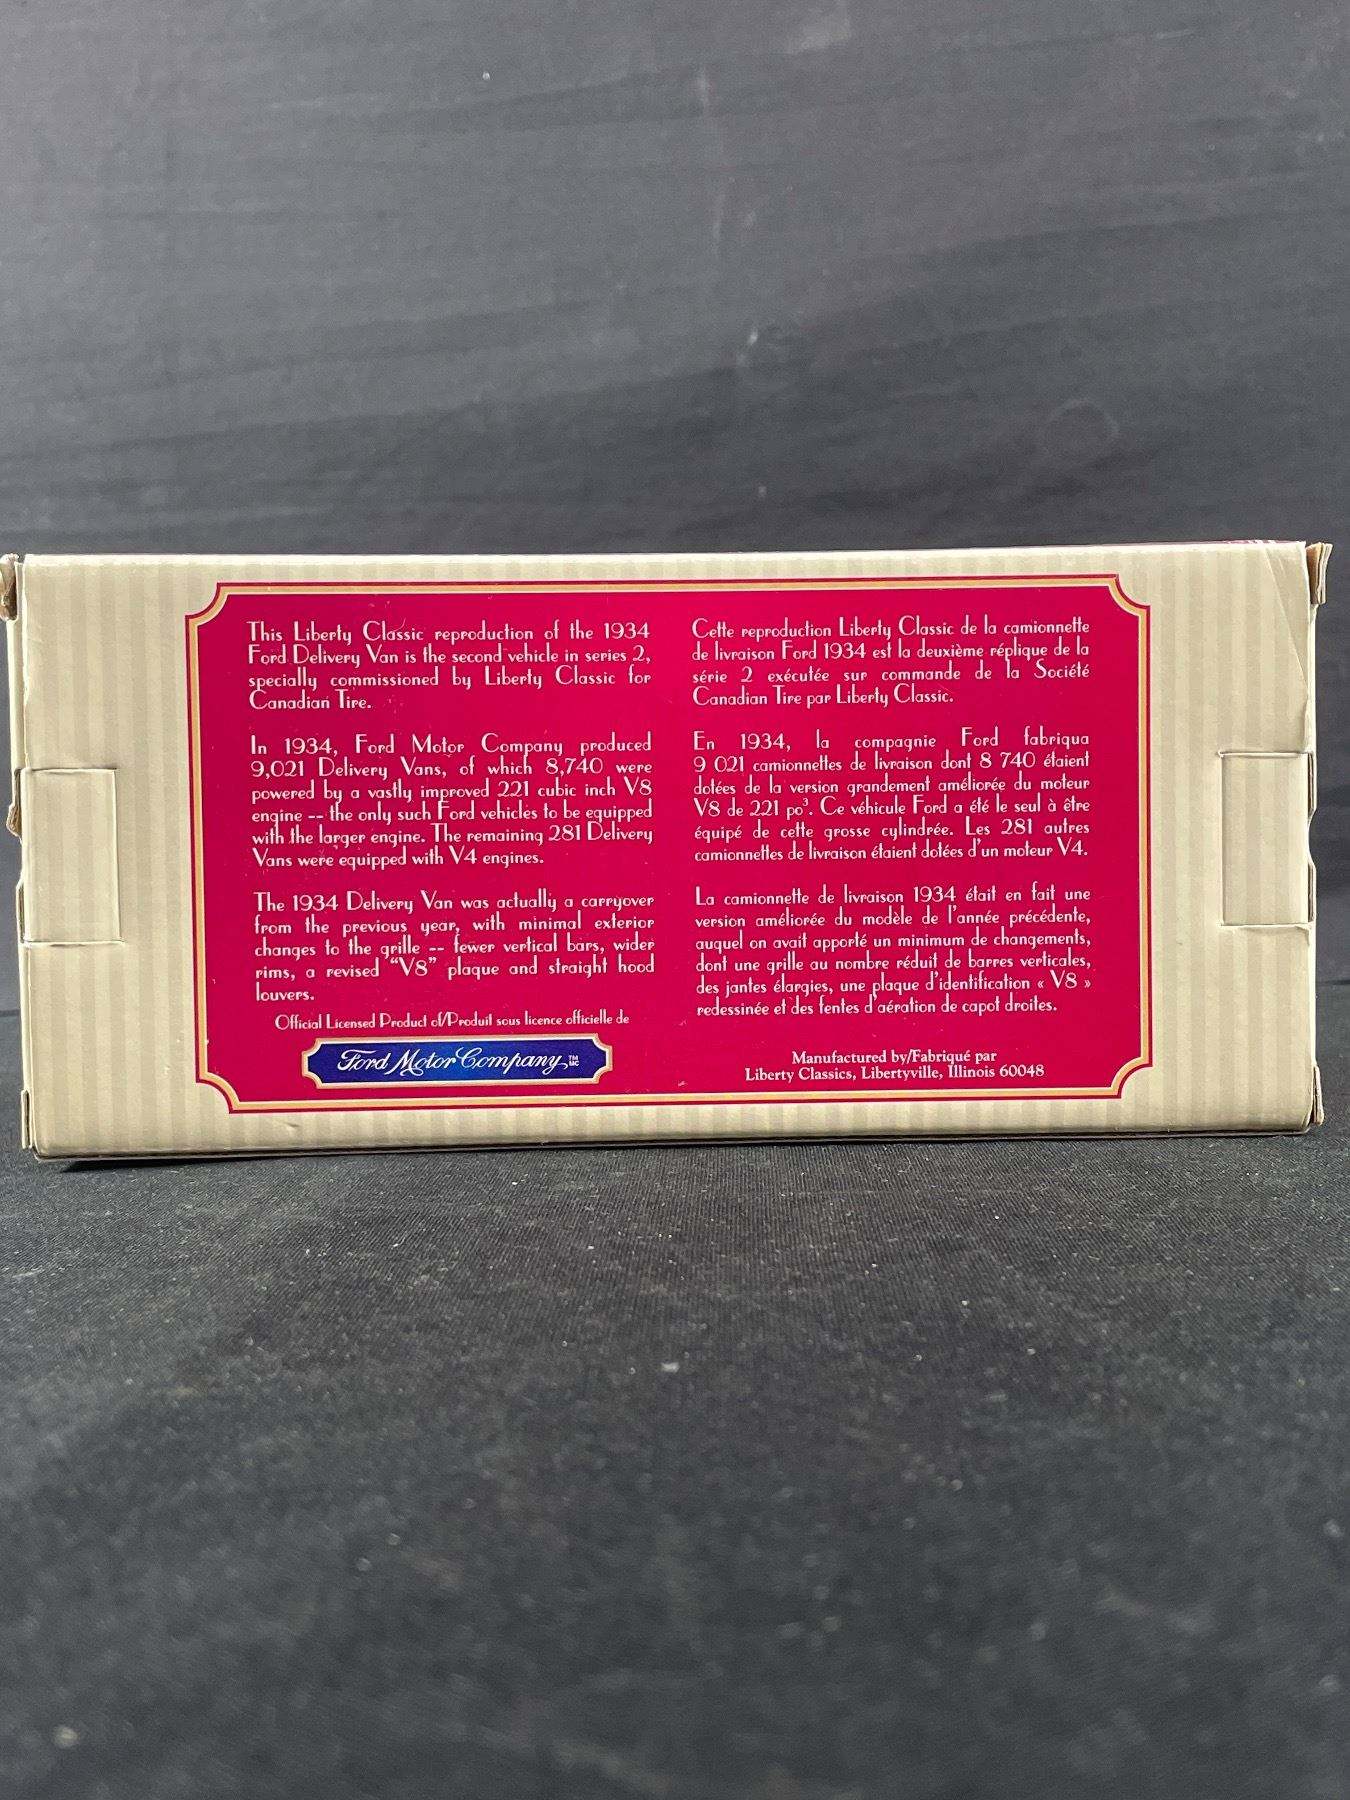 This Liberty Classic reproduction of the 1934
Ford Delivery Van is the second vehicle in series 2,
specially commissioned by Liberty Classic for
Canadian Tire.
In 1934, Ford Motor Company produced
9,021 Delivery Vans, of which 8,740 were
powered by a vastly improved 221 cubic inch V8
engine -- the only such Ford vehicles to be equipped
with the larger engine. The remaining 281 Delivery
Vans were equipped with V4 engines.
The 1934 Delivery Van was actually a carryover
from the previous year, with minimal exterior
changes to the grille -- fewer vertical bars, wider
rims, a revised "V8" plaque and straight hood
louvers.
Official Licensed Product of/Produit sous licence officielle de
Ford Motor Company TM MC
Cette reproduction Liberty Classic de la camionnette
de livraison Ford 1934 est la deuxième réplique de la
série 2 exécutée sur commande de la Société
Canadian Tire par Liberty Classic.
En 1934, la compagnie Ford fabriqua
9 021 camionnettes de livraison dont 8 740 étaient
dotées de la version grandement améliorée du moteur
V8 de 221 po³. Ce véhicule Ford a été le seul à être
équipé de cette grosse cylindrée. Les 281 autres
camionnettes de livraison étaient dotées d'un moteur V4.
La camionnette de livraison 1934 était en fait une
version améliorée du modèle de l'année précédente,
auquel on avait apporté un minimum de changements,
dont une grille au nombre réduit de barres verticales,
des jantes élargies, une plaque d'identification « V8 »
redessinée et des fentes d'aération de capot droites.
Manufactured by/Fabriqué par
Liberty Classics, Libertyville, Illinois 60048